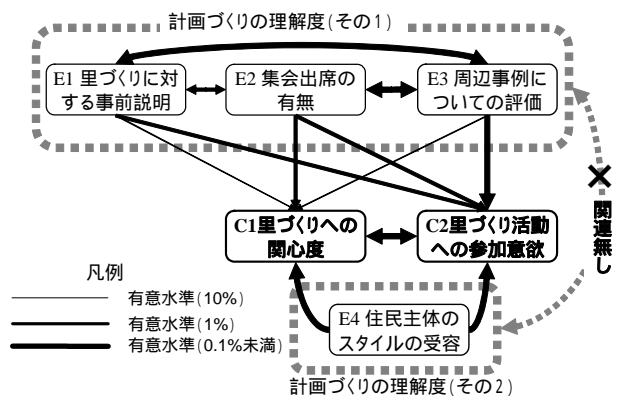 計画づくりの理解度(その1)
E1 里づくりに対
する事前説明
E2 集会出席の
有無
E3 周辺事例に
ついての評価
関連無し
C1里づくりへの
関心度
C2里づくり活動
への参加意欲
凡例
有意水準(10%)
有意水準(1%)
有意水準(0.1%未満)
E4 住民主体の
スタイルの受容
計画づくりの理解度(その2)